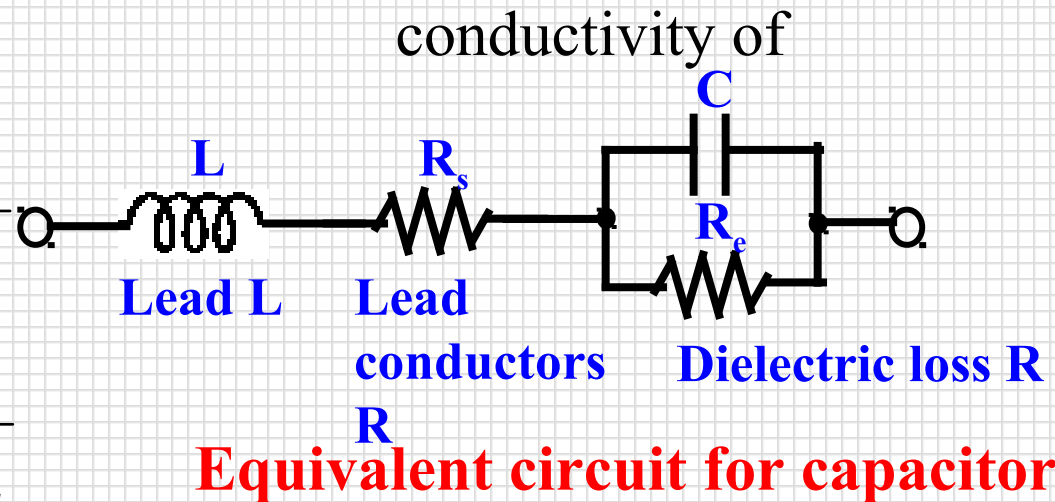 conductivity of
C
L
Rs
Re
Lead L
Lead
conductors
R
Dielectric loss R
Equivalent circuit for capacitor